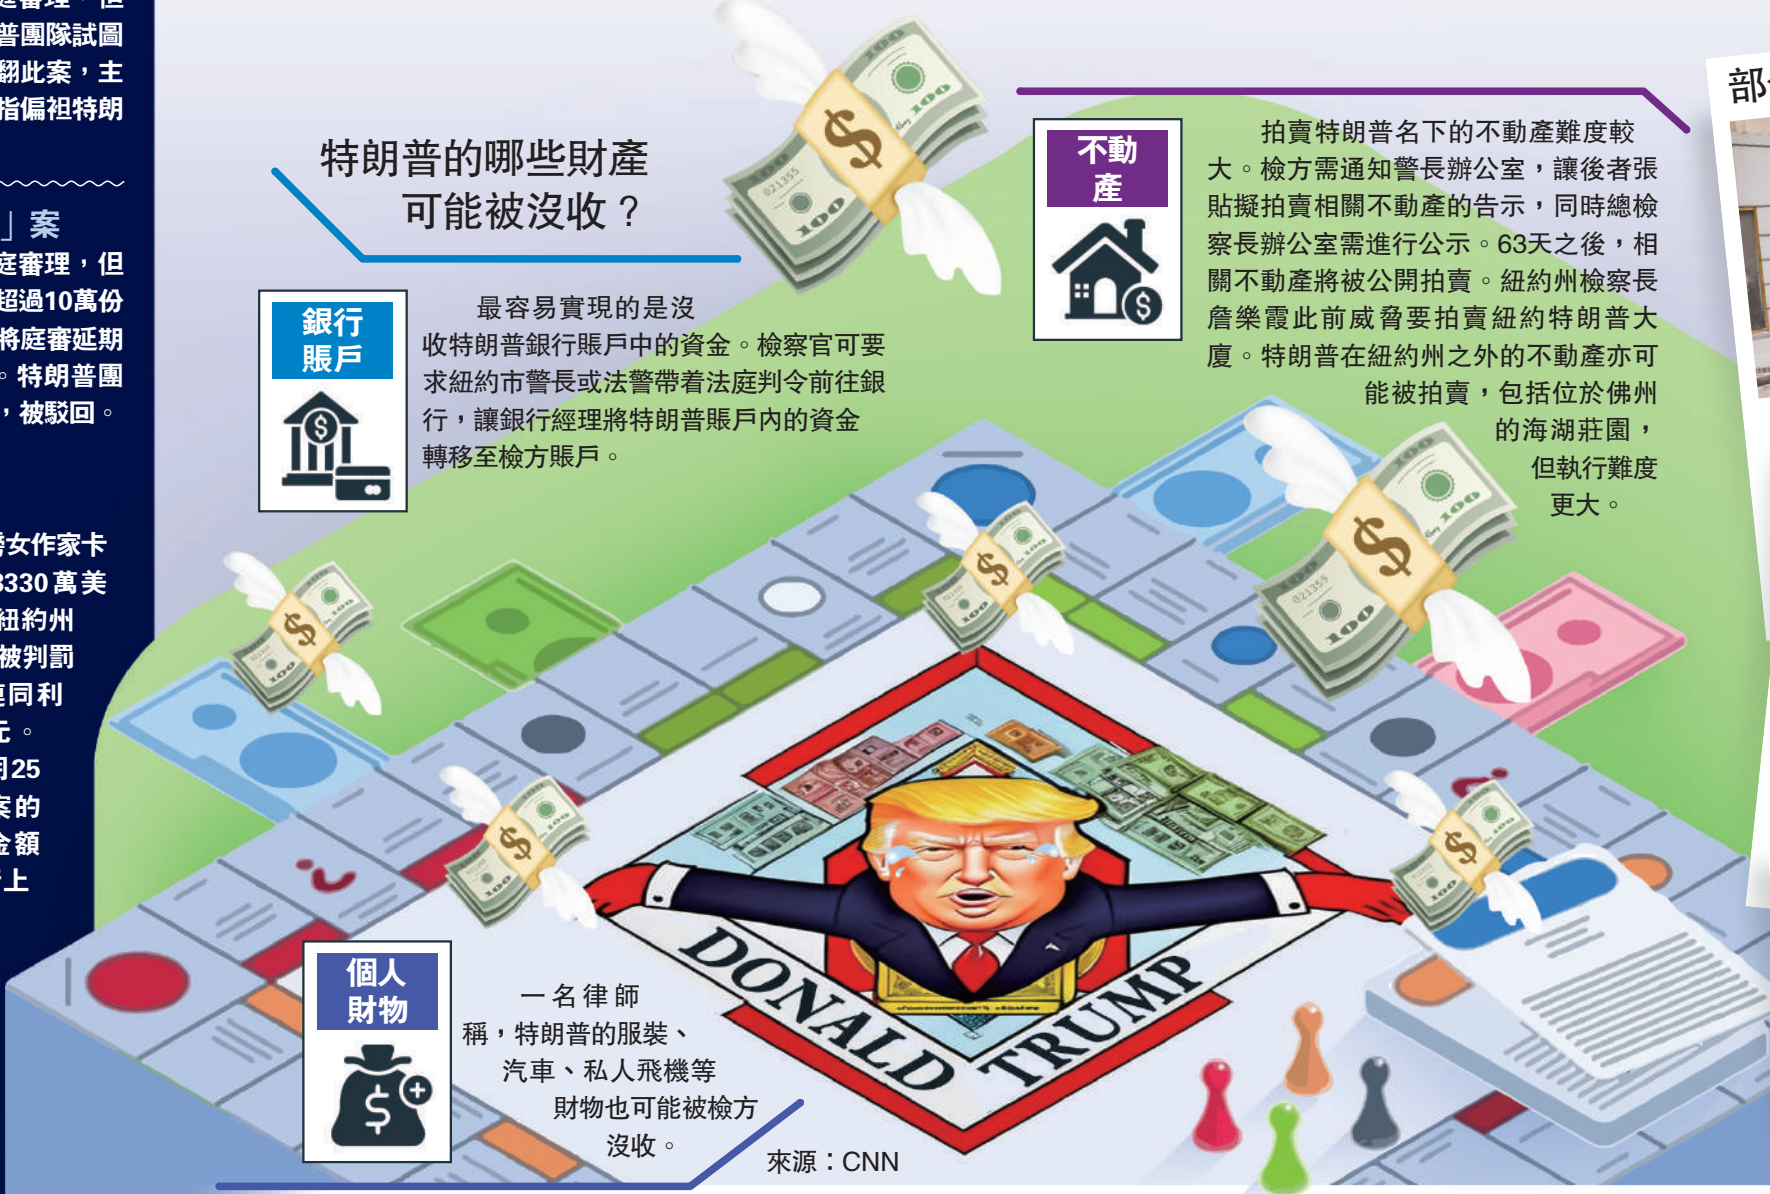 庭審理，但
普團隊試圖
翻此案，主
指偏袒特朗
」案
庭審理，但
超過10萬份
將庭審延期
。特朗普團
，被駁回。
女作家卡
3330萬美
紐約州
被判罰
連同利
元。
月25
案的
金額
上
特朗普的哪些財產
可能被沒收？
銀行
賬戶
最容易實現的是沒
收特朗普銀行賬戶中的資金。檢察官可要
求紐約市警長或法警帶着法庭判令前往銀
行，讓銀行經理將特朗普賬戶內的資金
轉移至檢方賬戶。
不動
產
拍賣特朗普名下的不動產難度較
大。檢方需通知警長辦公室，讓後者張
貼擬拍賣相關不動產的告示，同時總檢
察長辦公室需進行公示。63天之後，相
關不動產將被公開拍賣。紐約州檢察長
詹樂霞此前威脅要拍賣紐約特朗普大
廈。特朗普在紐約州之外的不動產亦可
能被拍賣，包括位於佛州
的海湖莊園，
但執行難度
更大。
個人
財物
一名律師
稱，特朗普的服裝、
汽車、私人飛機等
財物也可能被檢方
沒收。
來源：CNN
DONALD TRUMP
部